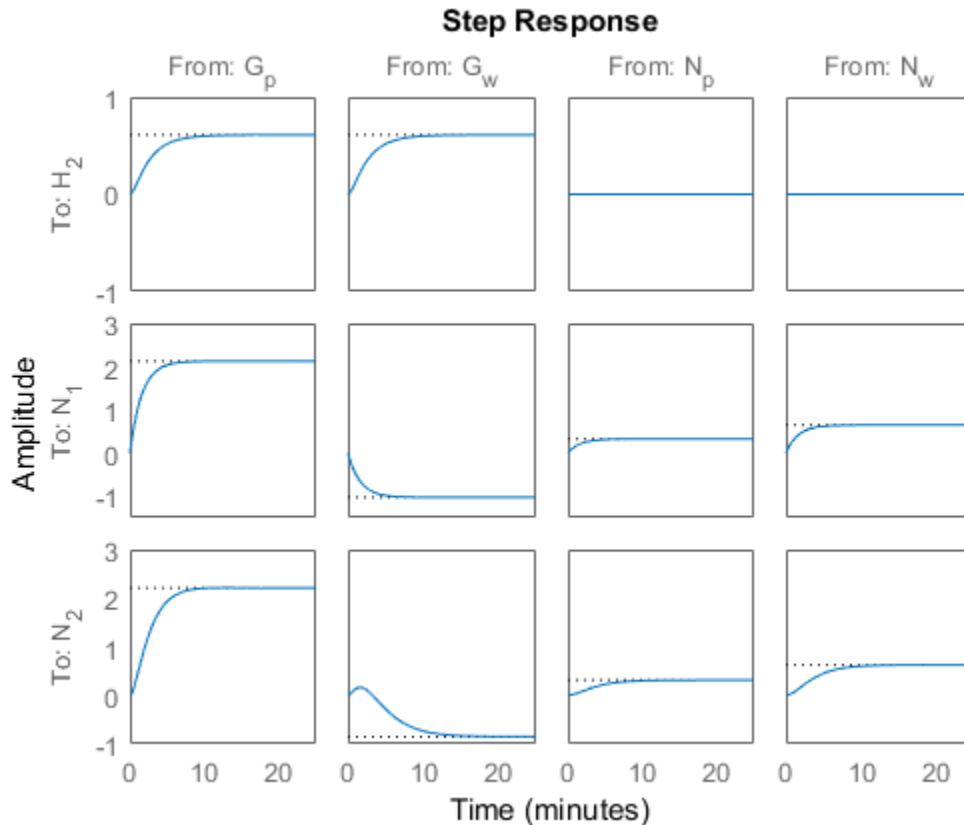 Step Response
From: G_p From: G_w From: N_p From: N_w
1
0
-1
To: H_2
3
2
1
0
-1
To: N_1
3
2
1
0
-1
To: N_2
Amplitude
0 10 20 0 10 20 0 10 20 0 10 20
Time (minutes)